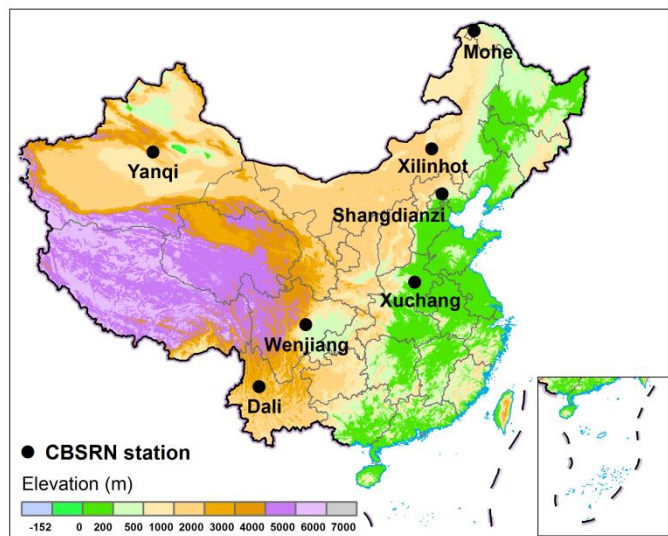 Mohe
Xilinhot
Yanqi
Shangdianzi
Xuchang
Wenjiang
Dali
CBSRN station
Elevation (m)
-152 0 200 500 1000 2000 3000 4000 5000 6000 7000